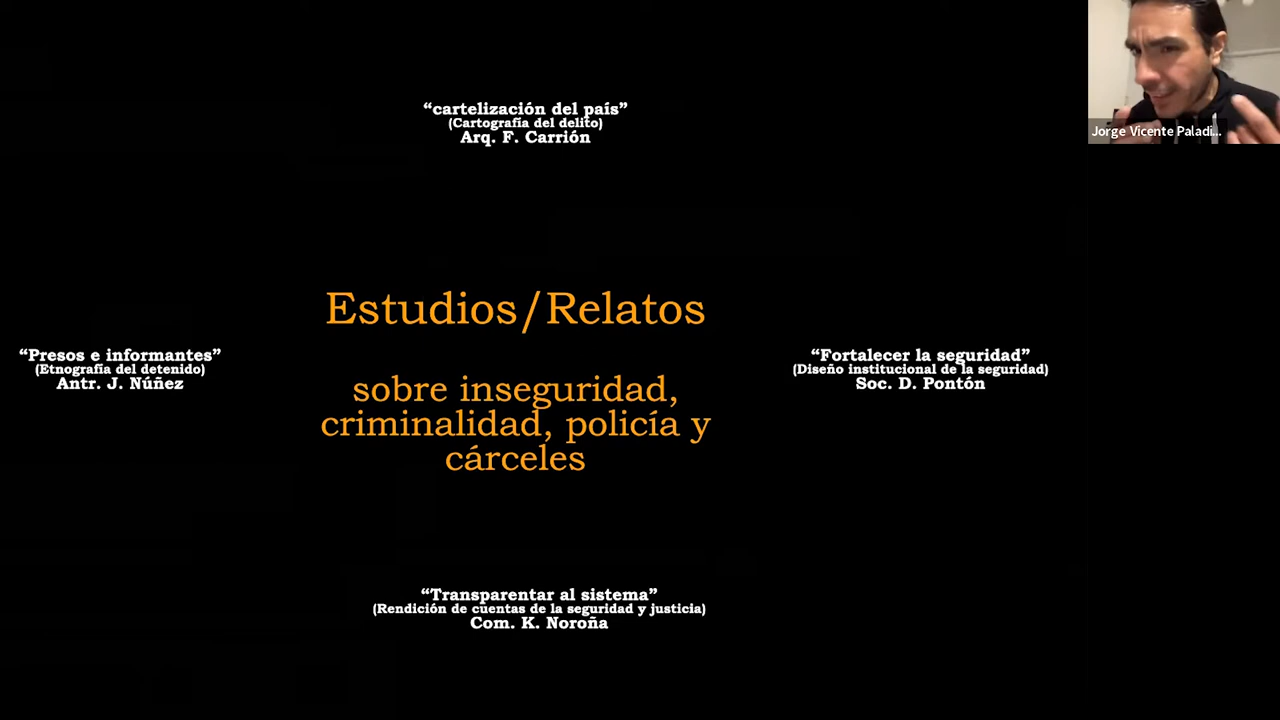 “cartelización del país”
(Cartografía del delito)
Arq. F. Carrión
Jorge Vicente Paladi...
Estudios/Relatos
sobre inseguridad,
criminalidad, policía y
cárceles
“Presos e informantes”
(Etnografía del detenido)
Antr. J. Núñez
“Fortalecer la seguridad”
(Diseño institucional de la seguridad)
Soc. D. Pontón
“Transparentar al sistema”
(Rendición de cuentas de la seguridad y justicia)
Com. K. Noroña